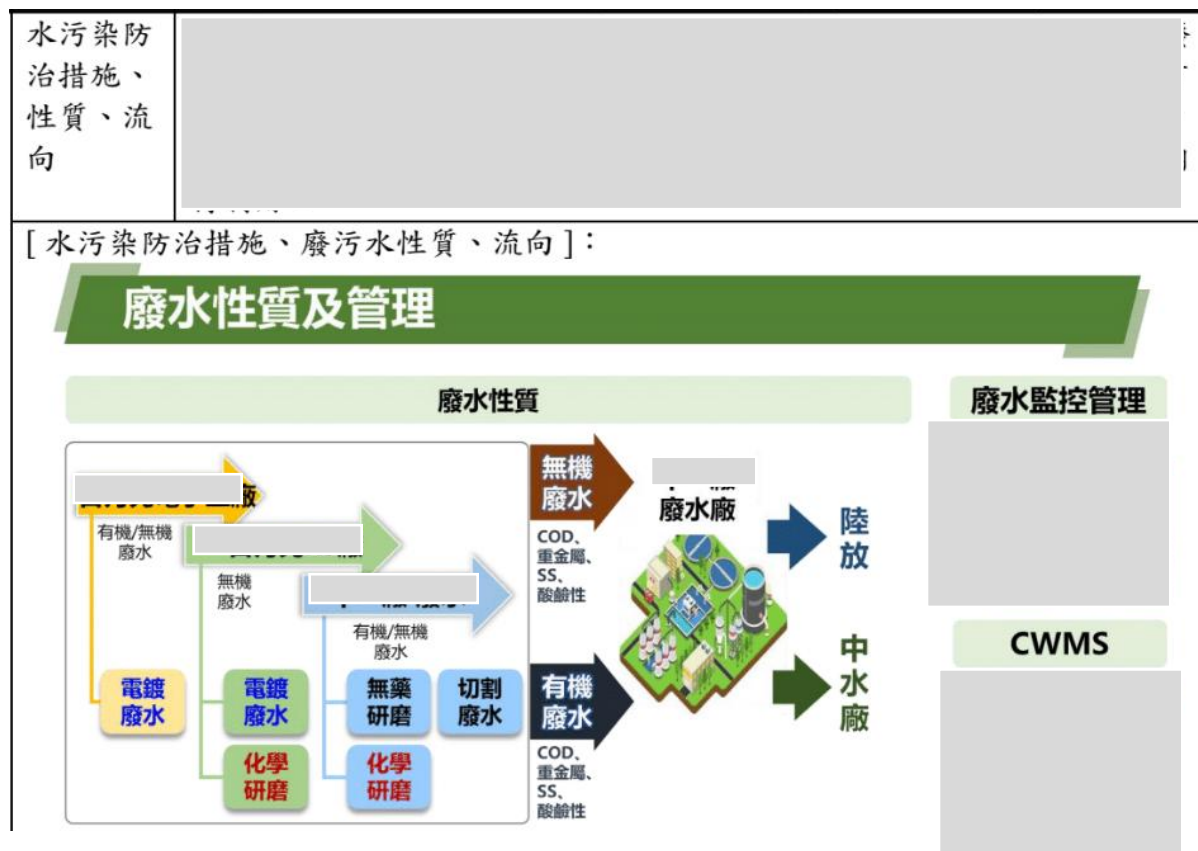 水污染防
治措施、
性質、流
向
[水污染防治措施、廢污水性質、流向]：
廢水性質及管理
廢水性質
廢水監控管理
有機/無機
廢水
無機
廢水
有機/無機
廢水
電鍍
廢水
電鍍
廢水
化學
研磨
無藥
研磨
切割
廢水
化學
研磨
無機
廢水
COD、
重金屬、
SS、
酸鹼性
有機
廢水
COD、
重金屬、
SS、
酸鹼性
廢水廠
陸
放
中
水
廠
CWMS